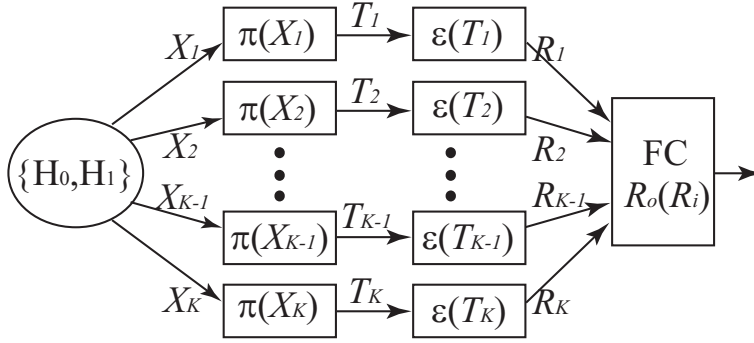 X1 π(X1) T1 ε(T1) R1
X2 π(X2) T2 ε(T2) R2
{H0,H1}
FC
Ro(Ri)
XK-1 π(XK-1) TK-1 ε(TK-1) RK-1
XK π(XK) TK ε(TK) RK